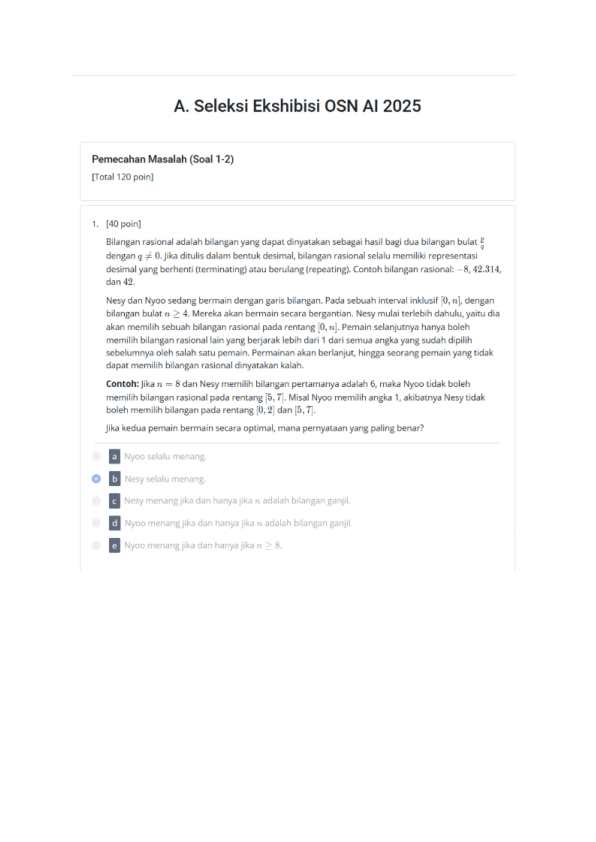 A. Seleksi Ekshibisi OSN AI 2025
Pemecahan Masalah (Soal 1-2)
[Total 120 poin]
1. [40 poin]
Bilangan rasional adalah bilangan yang dapat dinyatakan sebagai hasil bagi dua bilangan bulat p/q
dengan q ≠ 0. Jika ditulis dalam bentuk desimal, bilangan rasional selalu memiliki representasi
desimal yang berhenti (terminating) atau berulang (repeating). Contoh bilangan rasional: −8, 42.314,
dan 42.
Nesy dan Nyoo sedang bermain dengan garis bilangan. Pada sebuah interval inklusif [0, n], dengan
bilangan bulat n ≥ 4. Mereka akan bermain secara bergantian. Nesy mulai terlebih dahulu, yaitu dia
akan memilih sebuah bilangan rasional pada rentang [0, n]. Pemain selanjutnya hanya boleh
memilih bilangan rasional lain yang berjarak lebih dari 1 dari semua angka yang sudah dipilih
sebelumnya oleh salah satu pemain. Permainan akan berlanjut, hingga seorang pemain yang tidak
dapat memilih bilangan rasional dinyatakan kalah.
Contoh: Jika n = 8 dan Nesy memilih bilangan pertamanya adalah 6, maka Nyoo tidak boleh
memilih bilangan rasional pada rentang [5, 7]. Misal Nyoo memilih angka 1, akibatnya Nesy tidak
boleh memilih bilangan pada rentang [0, 2] dan [5, 7].
Jika kedua pemain bermain secara optimal, mana pernyataan yang paling benar?
a Nyoo selalu menang.
b Nesy selalu menang.
c Nesy menang jika dan hanya jika n adalah bilangan ganjil.
d Nyoo menang jika dan hanya jika n adalah bilangan ganjil.
e Nyoo menang jika dan hanya jika n ≥ 8.